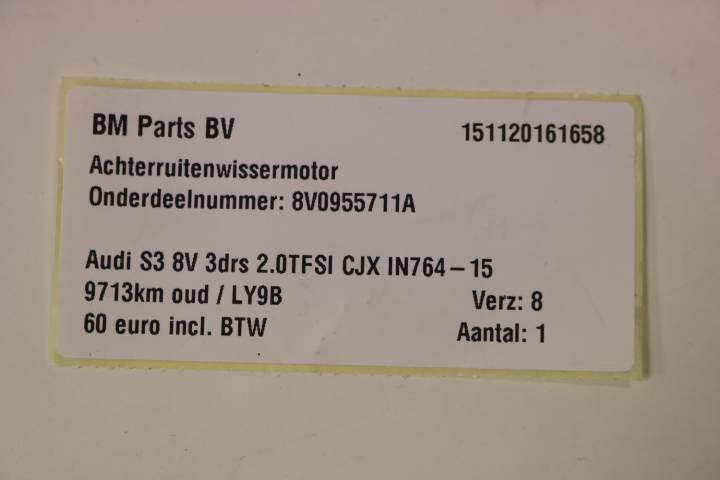 BM Parts BV 151120161658
Achterruitenwissermotor
Onderdeelnummer: 8V0955711A
Audi S3 8V 3drs 2.0TFSI CJX IN764-15
9713km oud / LY9B Verz: 8
60 euro incl. BTW Aantal: 1